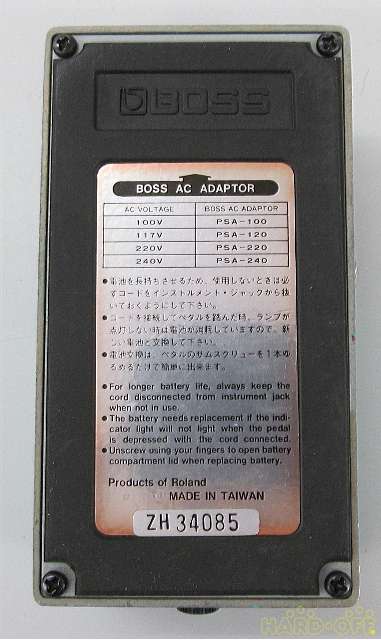 BOSS
BOSS AC ADAPTOR
AC VOLTAGE BOSS AC ADAPTOR
100V PSA-100
117V PSA-120
220V PSA-220
240V PSA-240
●電池を長持ちさせるため、使用しないときは必
ずコードをインストルメント・ジャックから抜
いておくようにして下さい。
●コードを接続してペダルを踏んだ時、ランプが
点灯しない時は電池が消耗していますので、新
しい電池と交換して下さい。
●電池交換は、ペダルのサムスクリューを1本ゆ
るめるだけで簡単に出来ます。
●For longer battery life, always keep the
cord disconnected from instrument jack
when not in use.
●The battery needs replacement if the indi-
cator light will not light when the pedal
is depressed with the cord connected.
●Unscrew using your fingers to open battery
compartment lid when replacing battery.
Products of Roland
MADE IN TAIWAN
ZH 34085
HARD-OFF